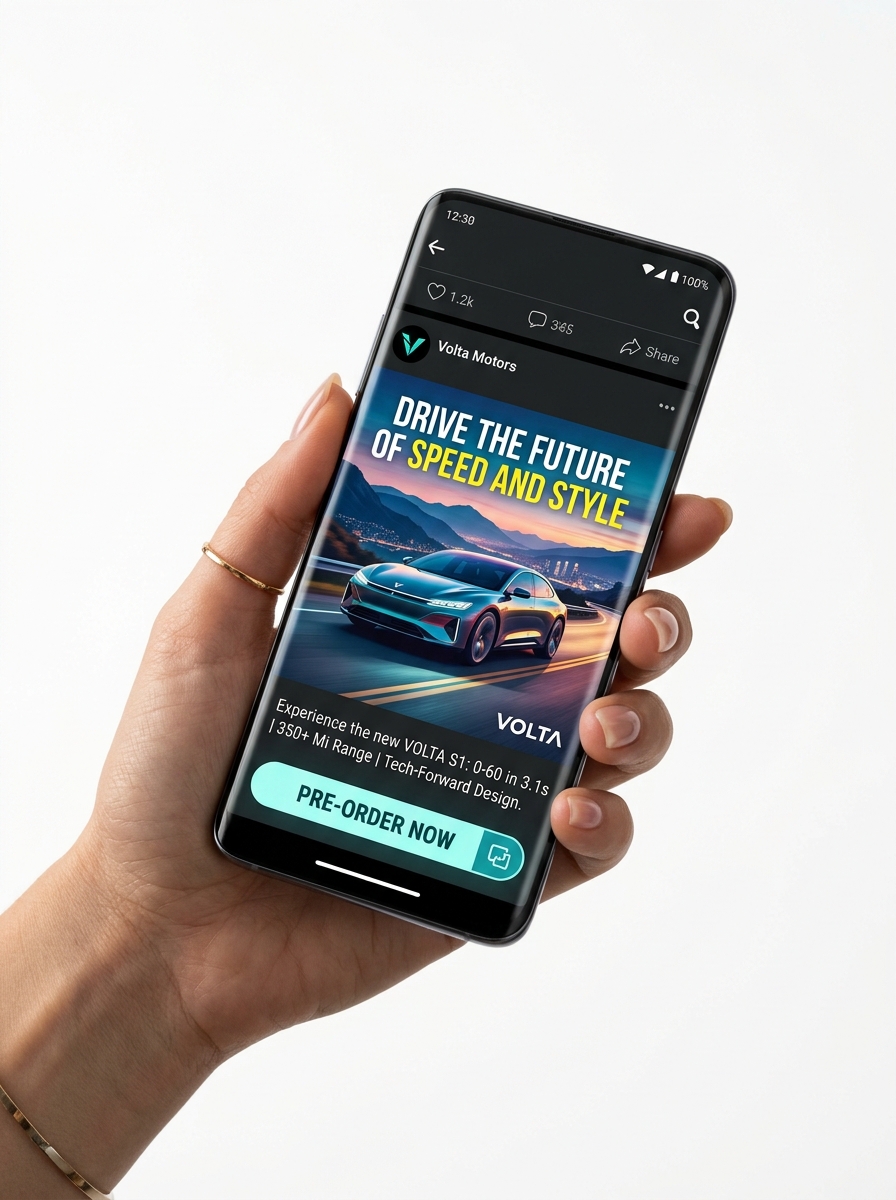 12:30
100%
1.2k
Share
Volta Motors
DRIVE THE FUTURE
OF SPEED AND STYLE
VOLTA
Experience the new VOLTA S1: 0-60 in 3.1s
| 350+ Mi Range | Tech-Forward Design.
PRE-ORDER NOW